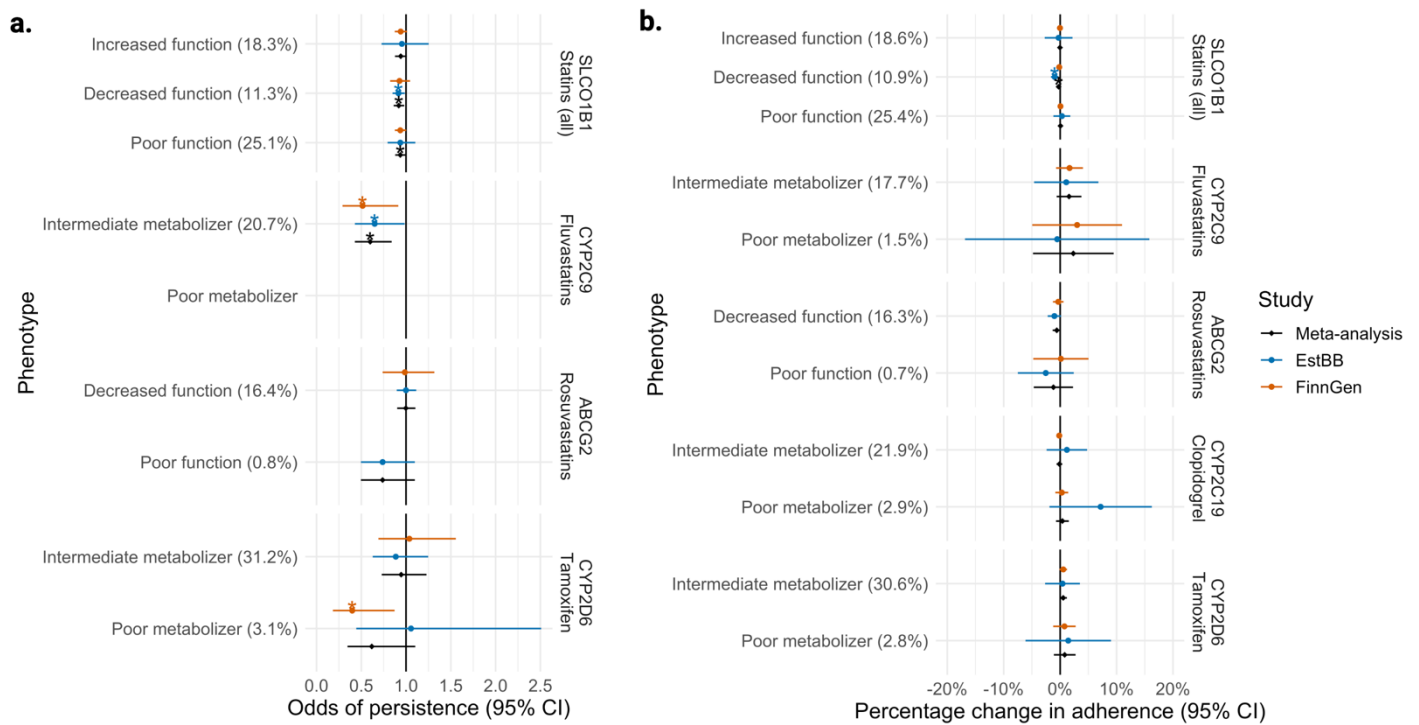 a.
Phenotype
Increased function (18.3%)
Decreased function (11.3%)
Poor function (25.1%)
SLCO1B1
Statins (all)
Intermediate metabolizer (20.7%)
Poor metabolizer
CYP2C9
Fluvastatins
Decreased function (16.4%)
Poor function (0.8%)
ABCG2
Rosuvastatins
Intermediate metabolizer (31.2%)
Poor metabolizer (3.1%)
CYP2D6
Tamoxifen
0.0 0.5 1.0 1.5 2.0 2.5
Odds of persistence (95% CI)
b.
Phenotype
Increased function (18.6%)
Decreased function (10.9%)
Poor function (25.4%)
SLCO1B1
Statins (all)
Intermediate metabolizer (17.7%)
Poor metabolizer (1.5%)
CYP2C9
Fluvastatins
Decreased function (16.3%)
Poor function (0.7%)
ABCG2
Rosuvastatins
Intermediate metabolizer (21.9%)
Poor metabolizer (2.9%)
CYP2C19
Clopidogrel
Intermediate metabolizer (30.6%)
Poor metabolizer (2.8%)
CYP2D6
Tamoxifen
-20% -10% 0% 10% 20%
Percentage change in adherence (95% CI)
Study
Meta-analysis
EstBB
FinnGen